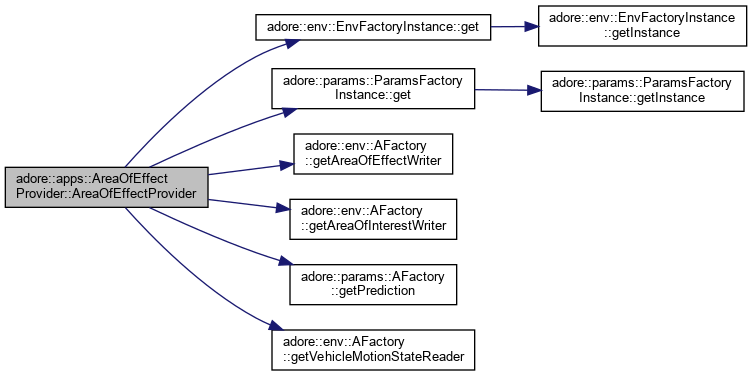 adore::env::EnvFactoryInstance::get
adore::env::EnvFactoryInstance
::getInstance
adore::params::ParamsFactory
Instance::get
adore::params::ParamsFactory
Instance::getInstance
adore::env::AFactory
::getAreaOfEffectWriter
adore::apps::AreaOfEffect
Provider::AreaOfEffectProvider
adore::env::AFactory
::getAreaOfInterestWriter
adore::params::AFactory
::getPrediction
adore::env::AFactory
::getVehicleMotionStateReader